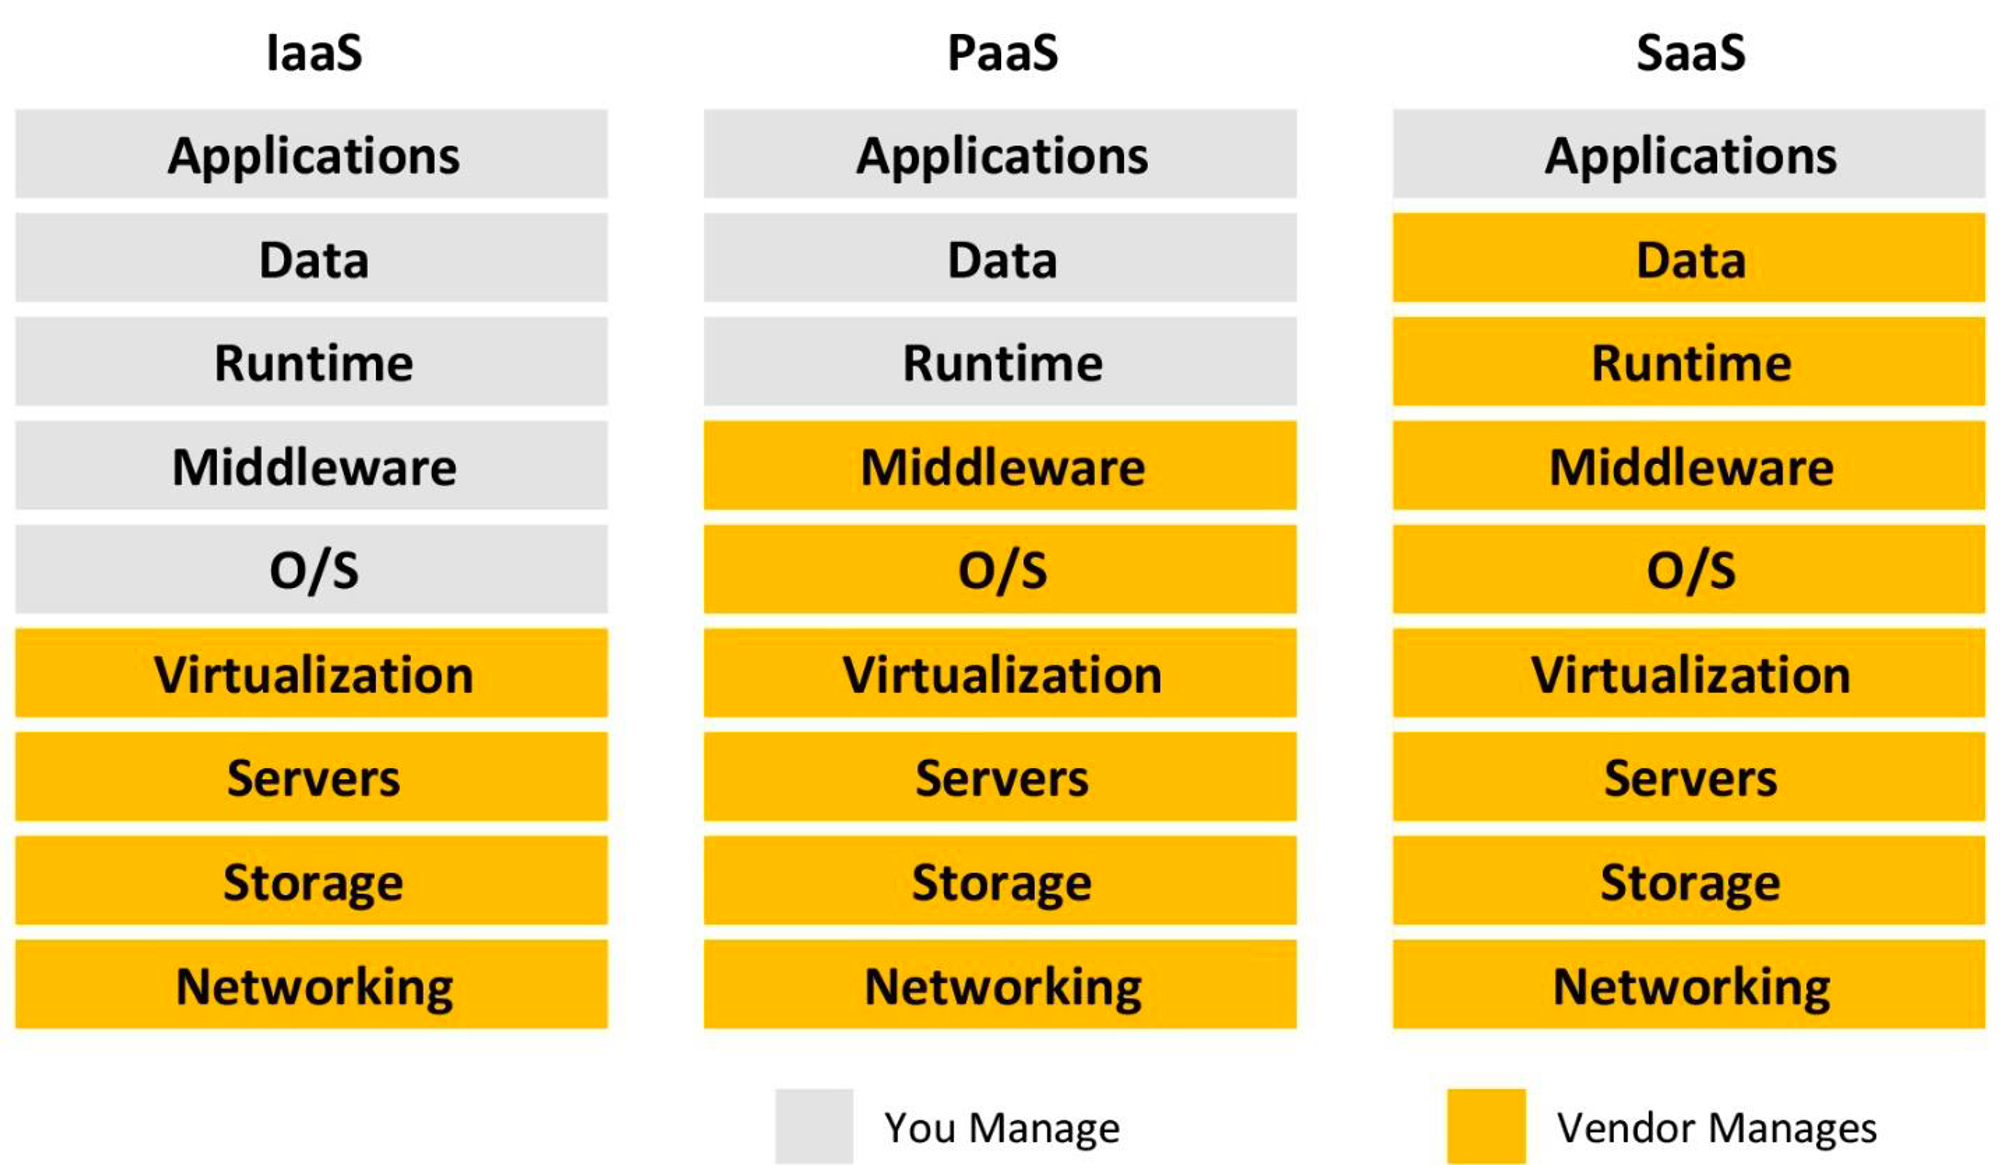 IaaS
Applications
Data
Runtime
Middleware
O/S
Virtualization
Servers
Storage
Networking
PaaS
Applications
Data
Runtime
Middleware
O/S
Virtualization
Servers
Storage
Networking
SaaS
Applications
Data
Runtime
Middleware
O/S
Virtualization
Servers
Storage
Networking
You Manage
Vendor Manages